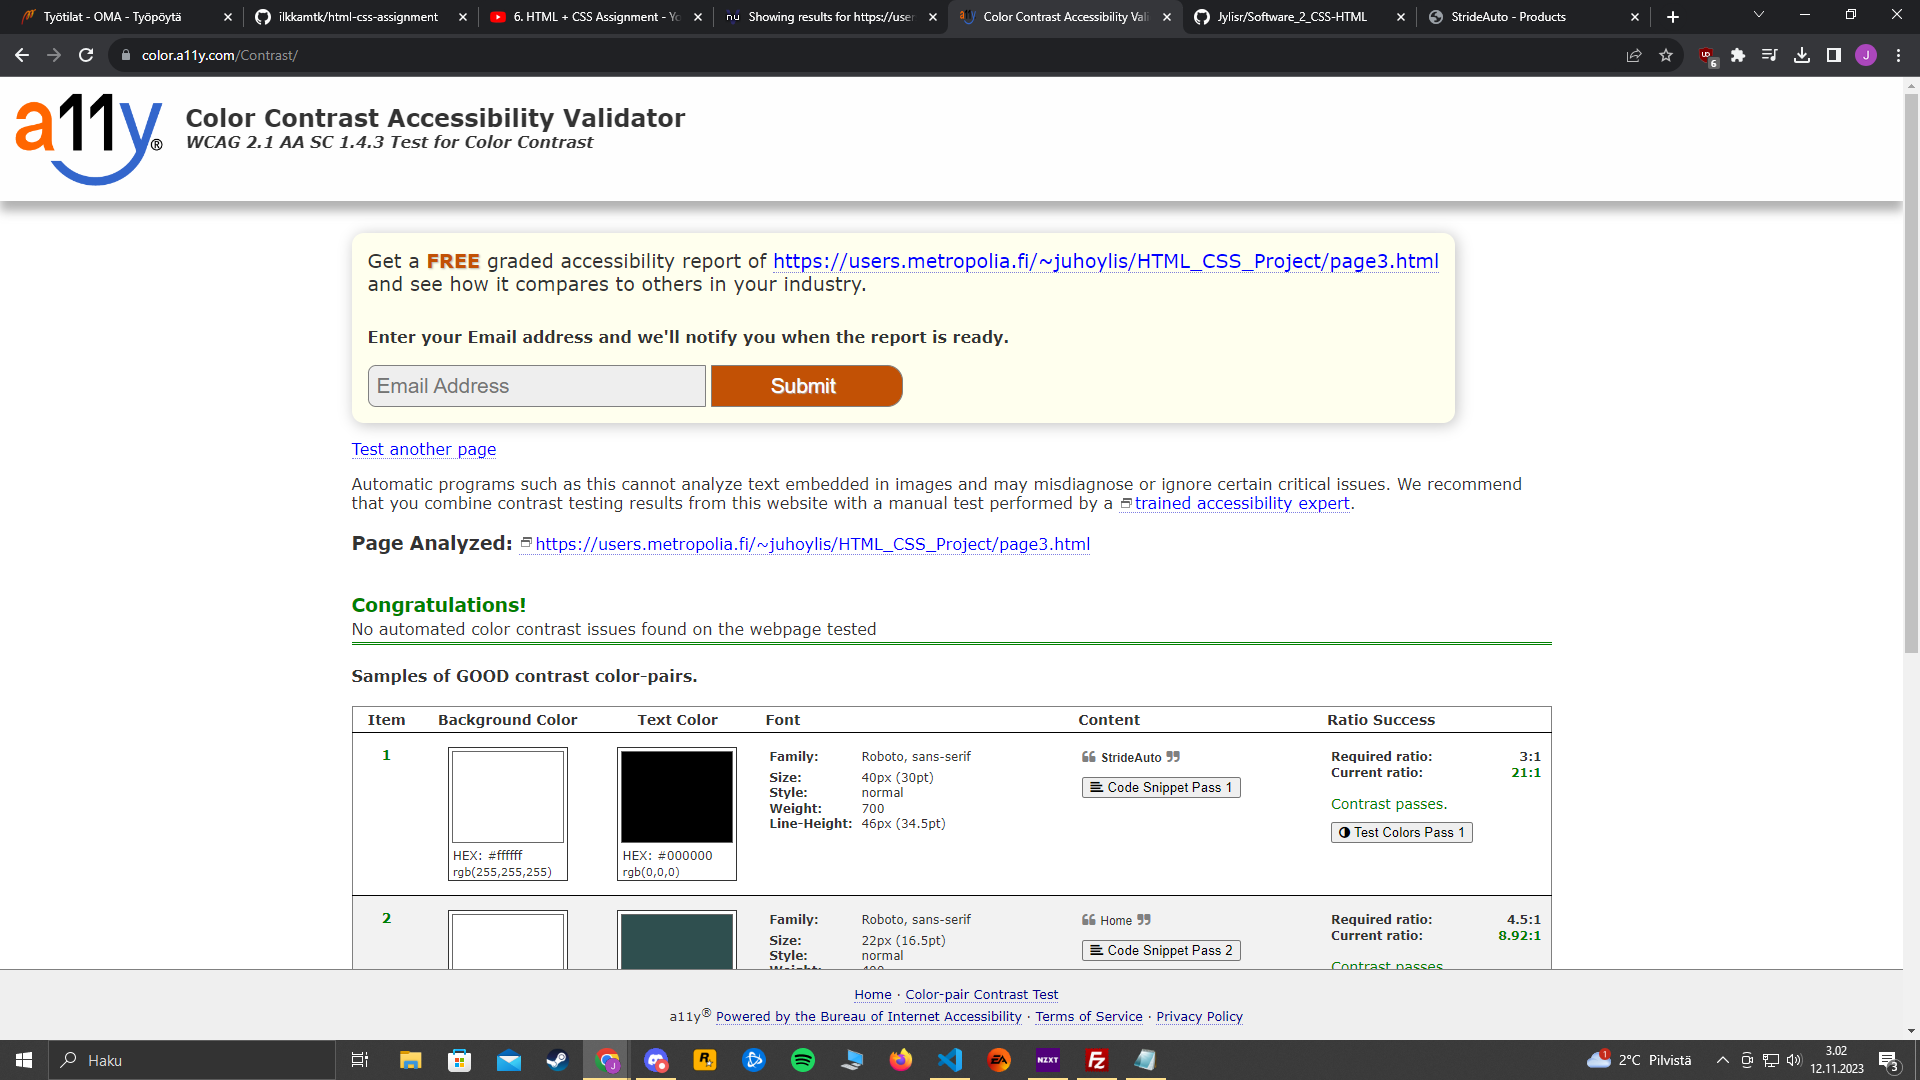 Työtilat - OMA - Työpöytä
ilkkamtk/html-css-assignment
6. HTML + CSS Assignment - Yo
Showing results for https://user
Color Contrast Accessibility Vali
Jylisr/Software_2_CSS-HTML
StrideAuto - Products
color.a11y.com/Contrast/
6
J
a11y®
Color Contrast Accessibility Validator
WCAG 2.1 AA SC 1.4.3 Test for Color Contrast
Get a FREE graded accessibility report of https://users.metropolia.fi/~juhoylis/HTML_CSS_Project/page3.html
and see how it compares to others in your industry.
Enter your Email address and we'll notify you when the report is ready.
Email Address
Submit
Test another page
Automatic programs such as this cannot analyze text embedded in images and may misdiagnose or ignore certain critical issues. We recommend
that you combine contrast testing results from this website with a manual test performed by a trained accessibility expert.
Page Analyzed: https://users.metropolia.fi/~juhoylis/HTML_CSS_Project/page3.html
Congratulations!
No automated color contrast issues found on the webpage tested
Samples of GOOD contrast color-pairs.
Item Background Color Text Color Font Content Ratio Success
1
HEX: #ffffff
rgb(255,255,255)
HEX: #000000
rgb(0,0,0)
Family: Roboto, sans-serif
Size: 40px (30pt)
Style: normal
Weight: 700
Line-Height: 46px (34.5pt)
❝ StrideAuto ❞
Code Snippet Pass 1
Required ratio: 3:1
Current ratio: 21:1
Contrast passes.
Test Colors Pass 1
2
Family: Roboto, sans-serif
Size: 22px (16.5pt)
Style: normal
Weight: 400
❝ Home ❞
Code Snippet Pass 2
Required ratio: 4.5:1
Current ratio: 8.92:1
Contrast passes.
Home · Color-pair Contrast Test
a11y® Powered by the Bureau of Internet Accessibility · Terms of Service · Privacy Policy
Haku
NZXT
1
2°C Pilvistä
3.02
12.11.2023
3